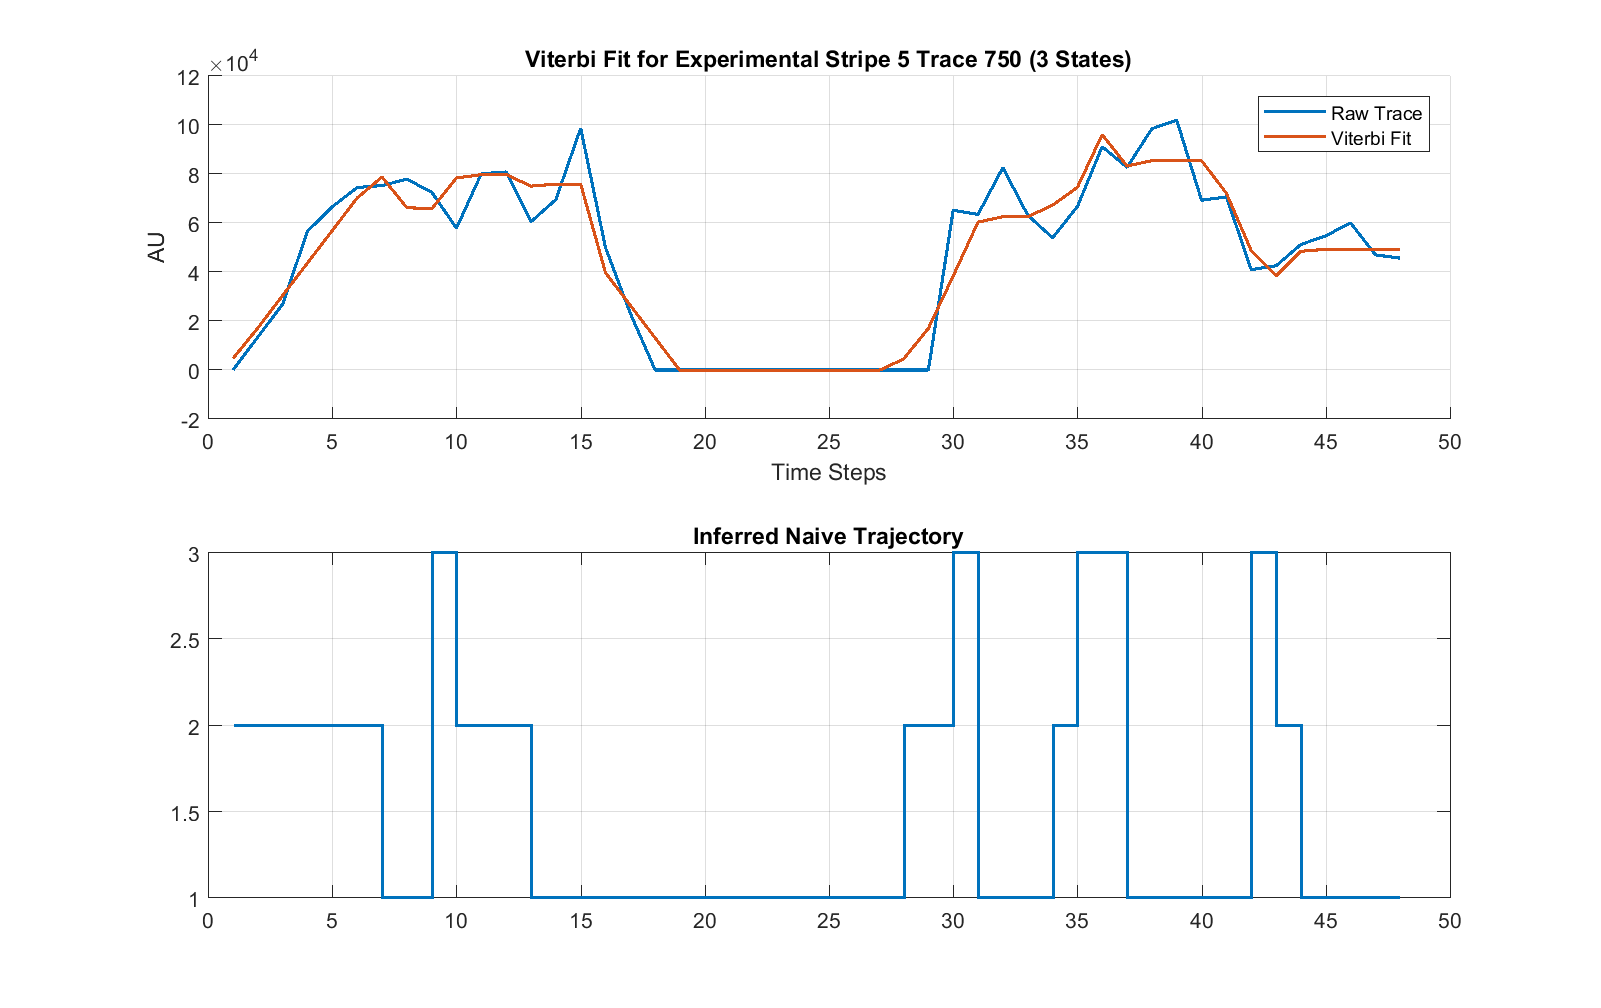 Viterbi Fit for Experimental Stripe 5 Trace 750 (3 States)
×10^4
12
10
8
6
4
2
0
-2
AU
Raw Trace
Viterbi Fit
0 5 10 15 20 25 30 35 40 45 50
Time Steps
Inferred Naive Trajectory
3
2.5
2
1.5
1
0 5 10 15 20 25 30 35 40 45 50